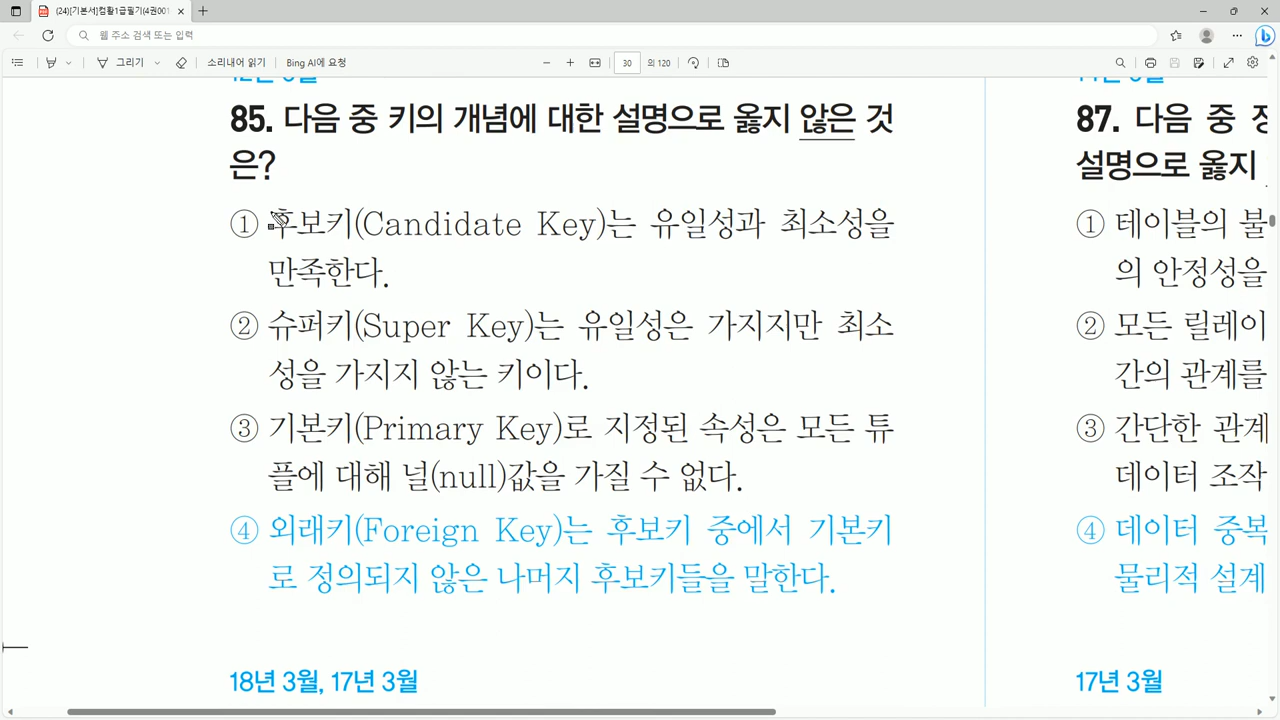 (24)[기본서]컴활1급필기(4권001
웹 주소 검색 또는 입력
그리기
소리내어 읽기
Bing AI에 요청
30
외 120
85. 다음 중 키의 개념에 대한 설명으로 옳지 않은 것
은?
① 후보키(Candidate Key)는 유일성과 최소성을
만족한다.
② 슈퍼키(Super Key)는 유일성은 가지지만 최소
성을 가지지 않는 키이다.
③ 기본키(Primary Key)로 지정된 속성은 모든 튜
플에 대해 널(null)값을 가질 수 없다.
④ 외래키(Foreign Key)는 후보키 중에서 기본키
로 정의되지 않은 나머지 후보키들을 말한다.
18년 3월, 17년 3월
87. 다음 중 정
설명으로 옳지
① 테이블의 불
의 안정성을
② 모든 릴레이
간의 관계를
③ 간단한 관계
데이터 조작
④ 데이터 중복
물리적 설계
17년 3월